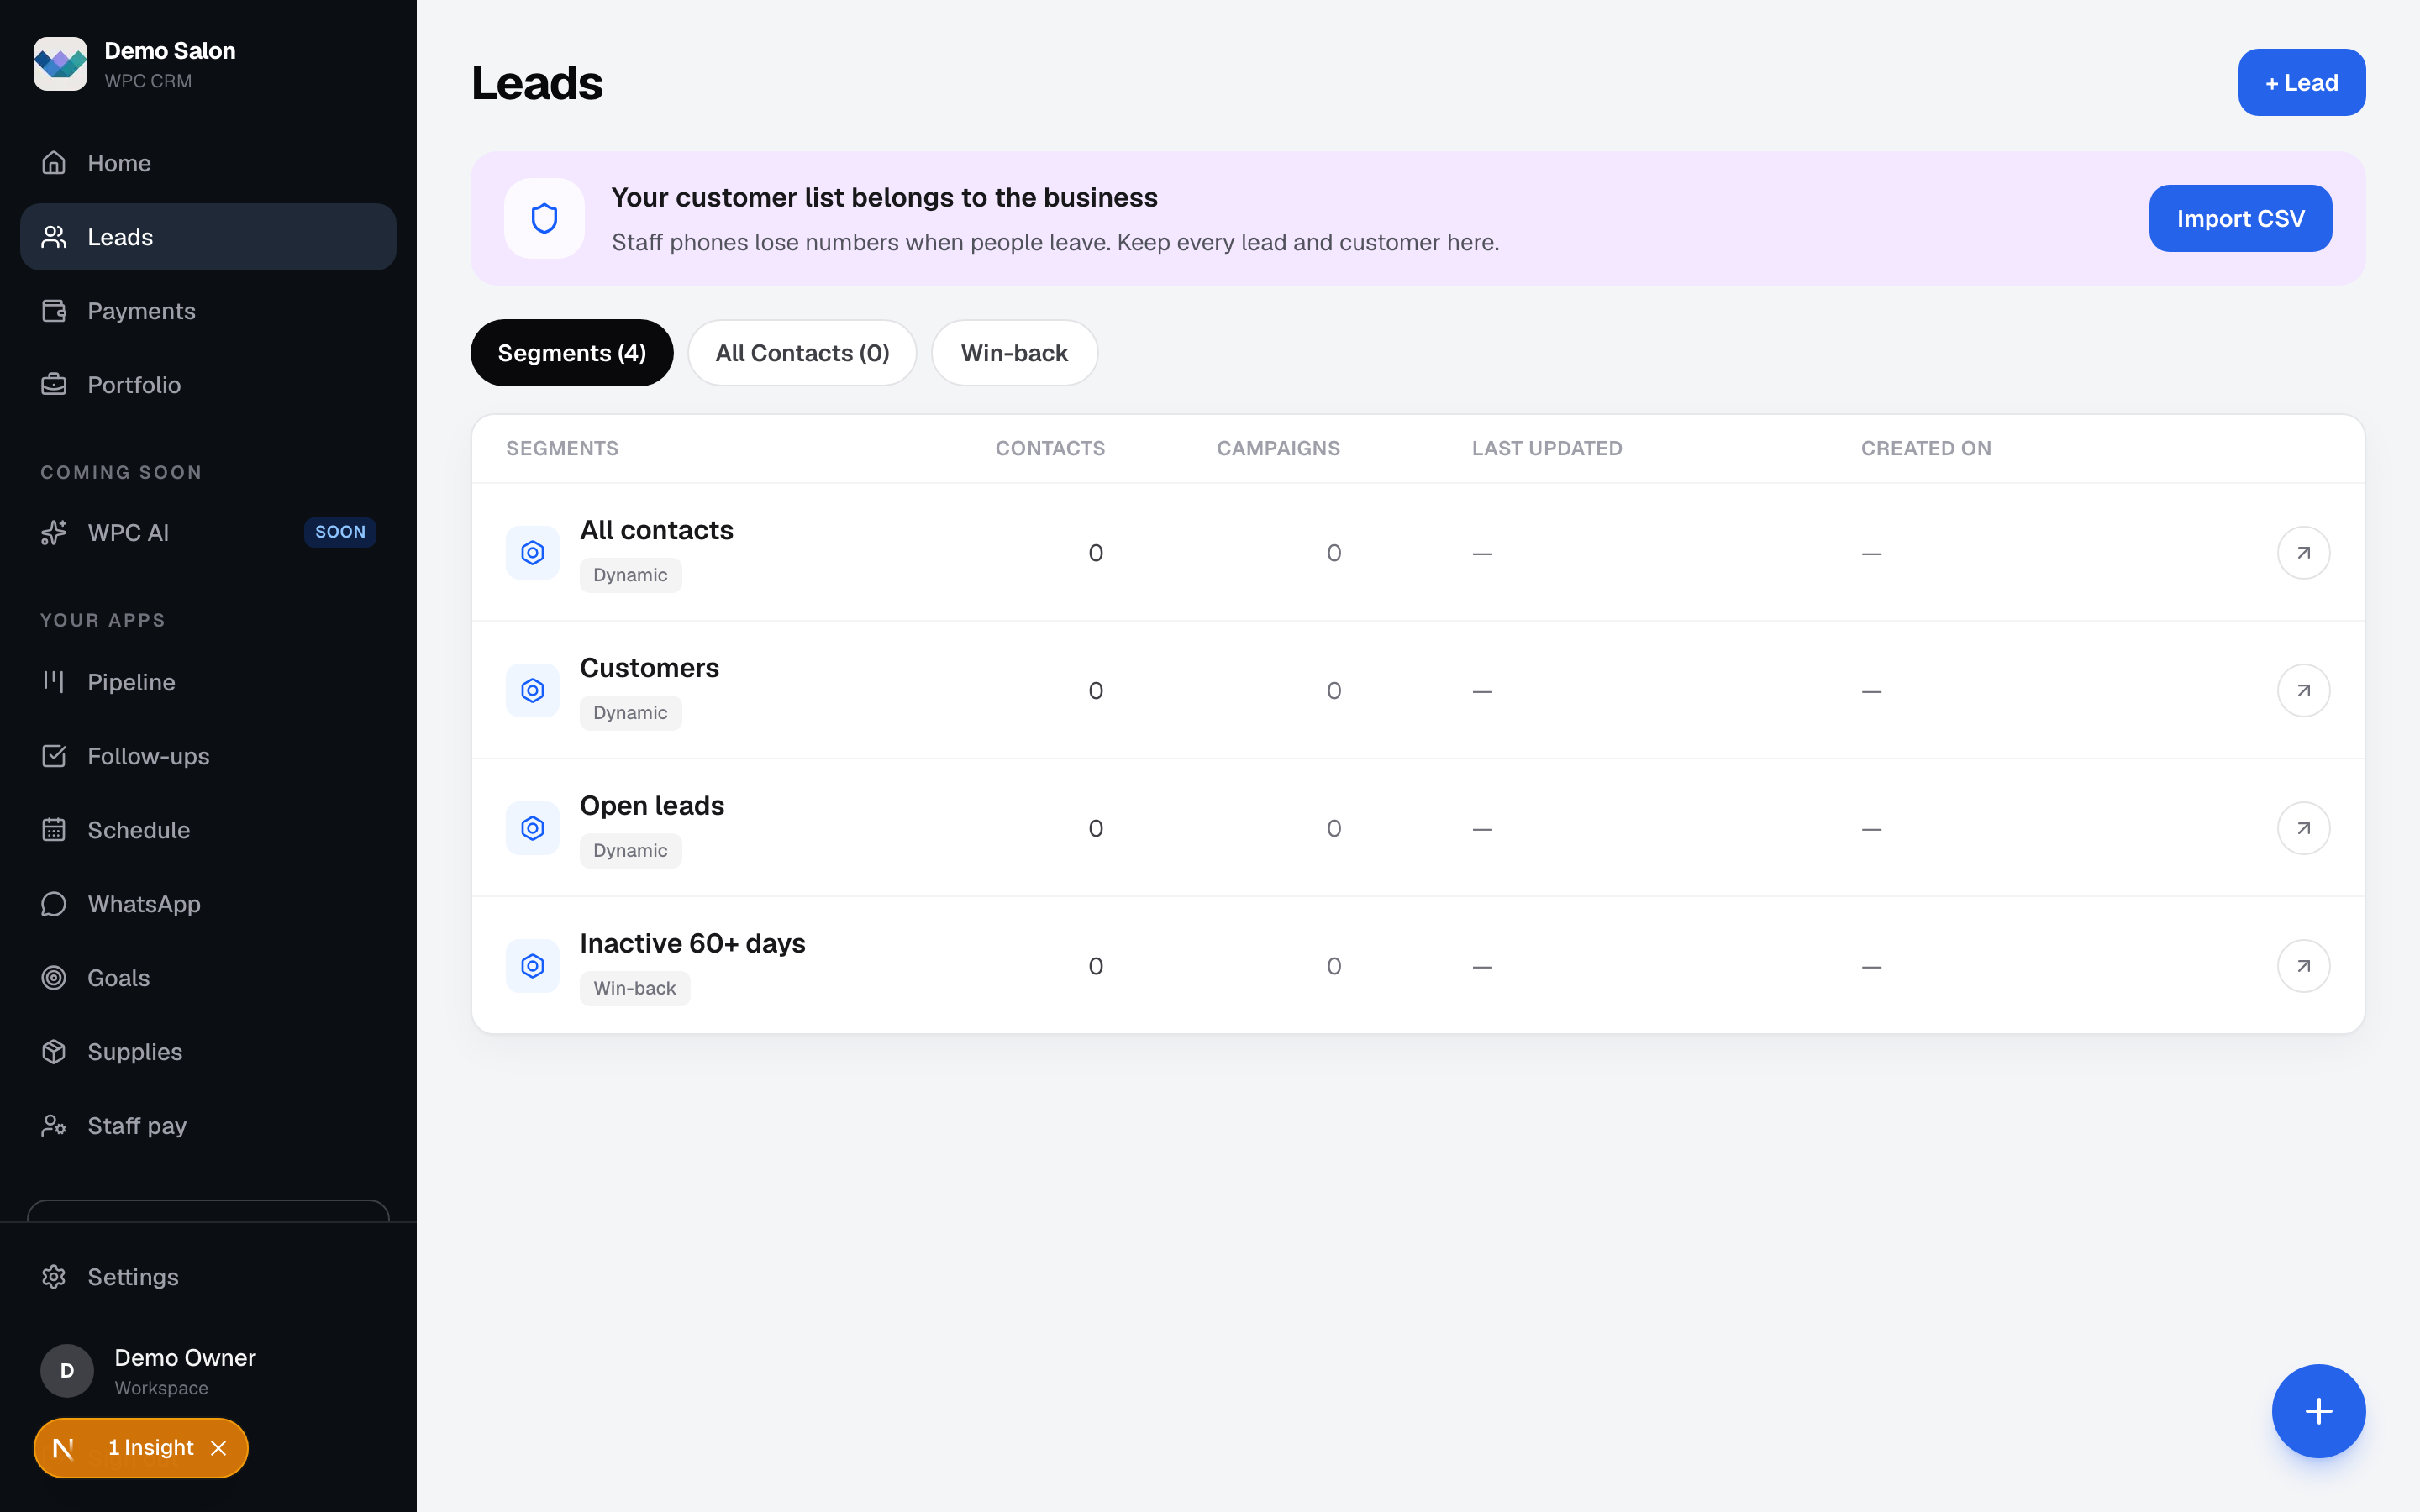 Demo Salon
WPC CRM
Home
Leads
Payments
Portfolio
COMING SOON
WPC AI
SOON
YOUR APPS
Pipeline
Follow-ups
Schedule
WhatsApp
Goals
Supplies
Staff pay
Settings
D
Demo Owner
Workspace
N
1 Insight
Leads
+ Lead
Your customer list belongs to the business
Staff phones lose numbers when people leave. Keep every lead and customer here.
Import CSV
Segments (4)
All Contacts (0)
Win-back
SEGMENTS CONTACTS CAMPAIGNS LAST UPDATED CREATED ON
All contacts
Dynamic
0 0 — —
Customers
Dynamic
0 0 — —
Open leads
Dynamic
0 0 — —
Inactive 60+ days
Win-back
0 0 — —